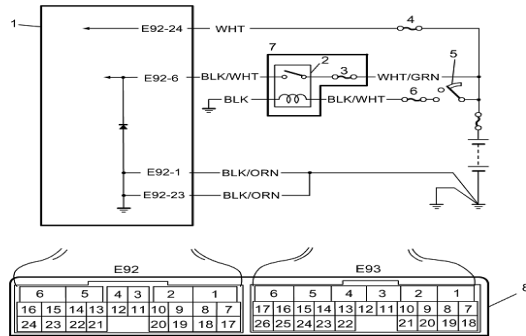 1
E92-24 WHT 4
7
2
5
E92-6 BLK/WHT 3 WHT/GRN
BLK BLK/WHT 6
E92-1 BLK/ORN
E92-23 BLK/ORN
E92 E93
8
6 5 4 3 2 1 6 5 4 3 2 1
16 15 14 13 12 11 10 9 8 7 17 16 15 14 13 12 11 10 9 8 7
24 23 22 21 20 19 18 17 26 25 24 23 22 21 20 19 18